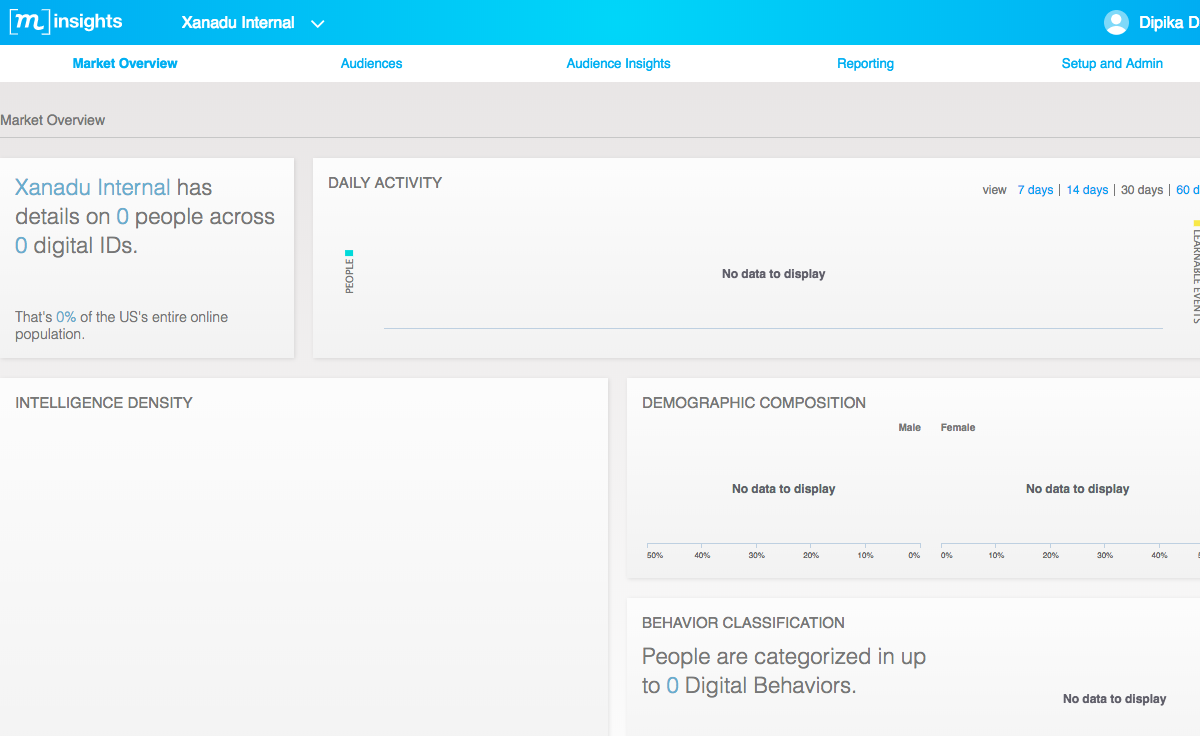 [m] insights
Xanadu Internal
Dipika D
Market Overview
Audiences
Audience Insights
Reporting
Setup and Admin
Market Overview
Xanadu Internal has
details on 0 people across
0 digital IDs.
That's 0% of the US's entire online
population.
DAILY ACTIVITY
view 7 days | 14 days | 30 days | 60 d
PEOPLE
No data to display
LEARNABLE EVENTS
INTELLIGENCE DENSITY
DEMOGRAPHIC COMPOSITION
Male Female
No data to display
No data to display
50% 40% 30% 20% 10% 0%
0% 10% 20% 30% 40%
BEHAVIOR CLASSIFICATION
People are categorized in up
to 0 Digital Behaviors.
No data to display